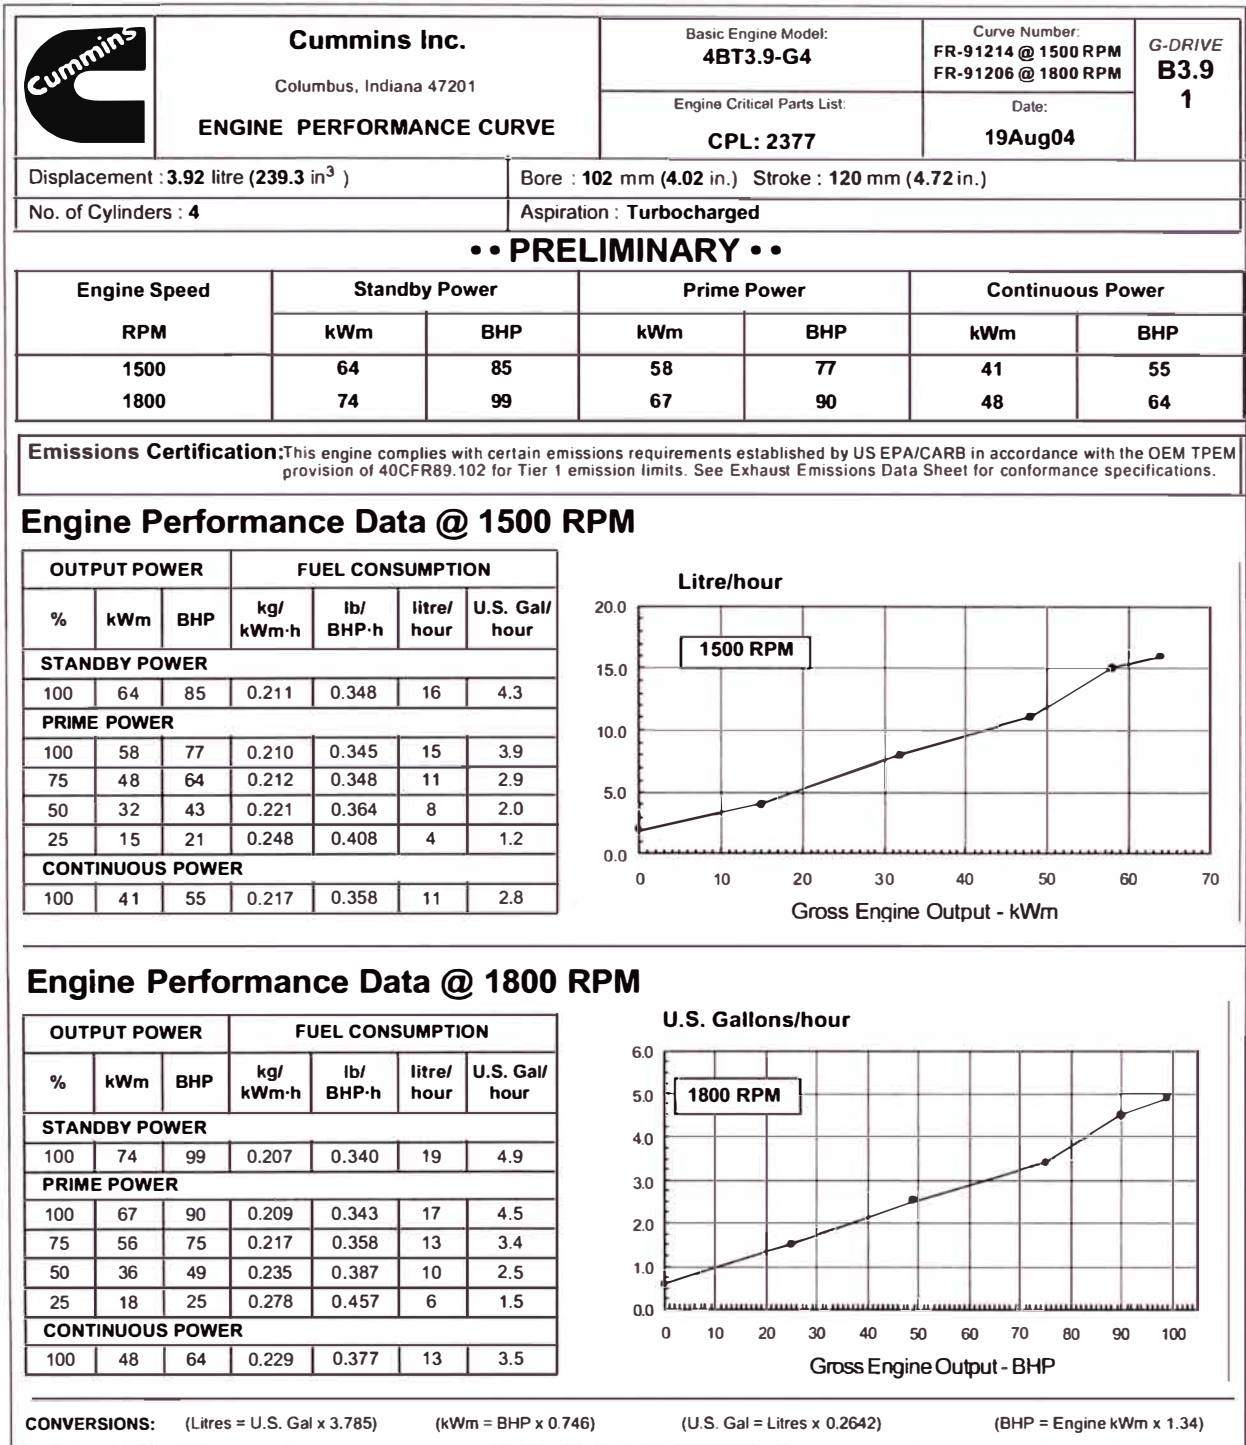 Cummins
Cummins Inc.
Columbus, Indiana 47201
ENGINE PERFORMANCE CURVE
Basic Engine Model:
4BT3.9-G4
Curve Number:
FR-91214 @ 1500 RPM
FR-91206 @ 1800 RPM
G-DRIVE
B3.9
1
Engine Critical Parts List:
CPL: 2377
Date:
19Aug04
Displacement : 3.92 litre (239.3 in³ )
Bore : 102 mm (4.02 in.) Stroke : 120 mm (4.72 in.)
No. of Cylinders : 4
Aspiration : Turbocharged
•• PRELIMINARY ••
Engine Speed Standby Power Prime Power Continuous Power
RPM kWm BHP kWm BHP kWm BHP
1500 64 85 58 77 41 55
1800 74 99 67 90 48 64
Emissions Certification:This engine complies with certain emissions requirements established by US EPA/CARB in accordance with the OEM TPEM
provision of 40CFR89.102 for Tier 1 emission limits. See Exhaust Emissions Data Sheet for conformance specifications.
Engine Performance Data @ 1500 RPM
OUTPUT POWER FUEL CONSUMPTION
% kWm BHP kg/ kWm·h lb/ BHP·h litre/ hour U.S. Gal/ hour
STANDBY POWER
100 64 85 0.211 0.348 16 4.3
PRIME POWER
100 58 77 0.210 0.345 15 3.9
75 48 64 0.212 0.348 11 2.9
50 32 43 0.221 0.364 8 2.0
25 15 21 0.248 0.408 4 1.2
CONTINUOUS POWER
100 41 55 0.217 0.358 11 2.8
Litre/hour
1500 RPM
20.0
15.0
10.0
5.0
0.0
0 10 20 30 40 50 60 70
Gross Engine Output - kWm
Engine Performance Data @ 1800 RPM
OUTPUT POWER FUEL CONSUMPTION
% kWm BHP kg/ kWm·h lb/ BHP·h litre/ hour U.S. Gal/ hour
STANDBY POWER
100 74 99 0.207 0.340 19 4.9
PRIME POWER
100 67 90 0.209 0.343 17 4.5
75 56 75 0.217 0.358 13 3.4
50 36 49 0.235 0.387 10 2.5
25 18 25 0.278 0.457 6 1.5
CONTINUOUS POWER
100 48 64 0.229 0.377 13 3.5
U.S. Gallons/hour
1800 RPM
6.0
5.0
4.0
3.0
2.0
1.0
0.0
0 10 20 30 40 50 60 70 80 90 100
Gross Engine Output - BHP
CONVERSIONS: (Litres = U.S. Gal x 3.785) (kWm = BHP x 0.746) (U.S. Gal = Litres x 0.2642) (BHP = Engine kWm x 1.34)